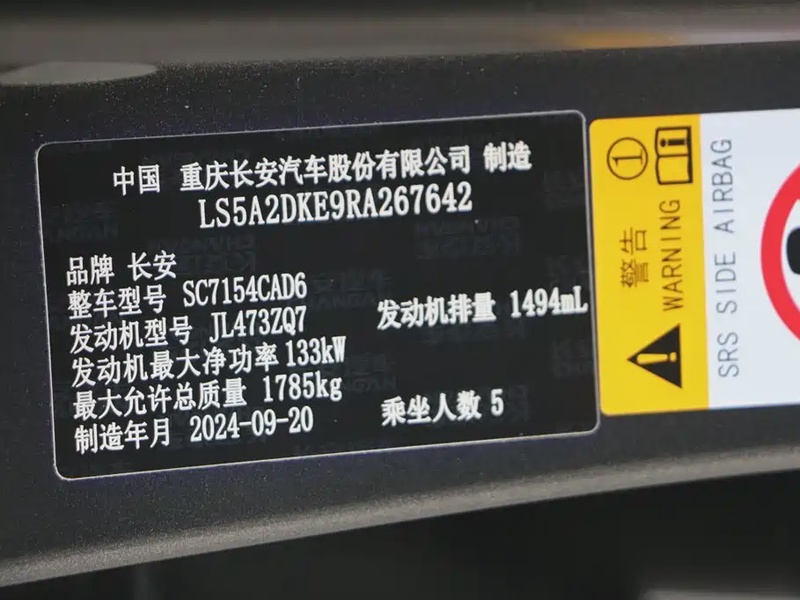 中国 重庆长安汽车股份有限公司 制造
LS5A2DKE9RA267642
品牌 长安
整车型号 SC7154CAD6
发动机型号 JL473ZQ7 发动机排量 1494mL
发动机最大净功率 133kW
最大允许总质量 1785kg
制造年月 2024-09-20 乘坐人数 5
① i
警告
WARNING
SRS SIDE AIRBAG